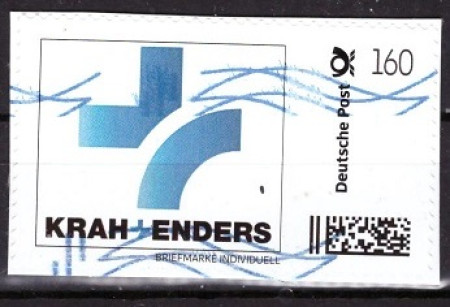 160
Deutsche Post
KRAH+ENDERS
BRIEFMARKE INDIVIDUELL